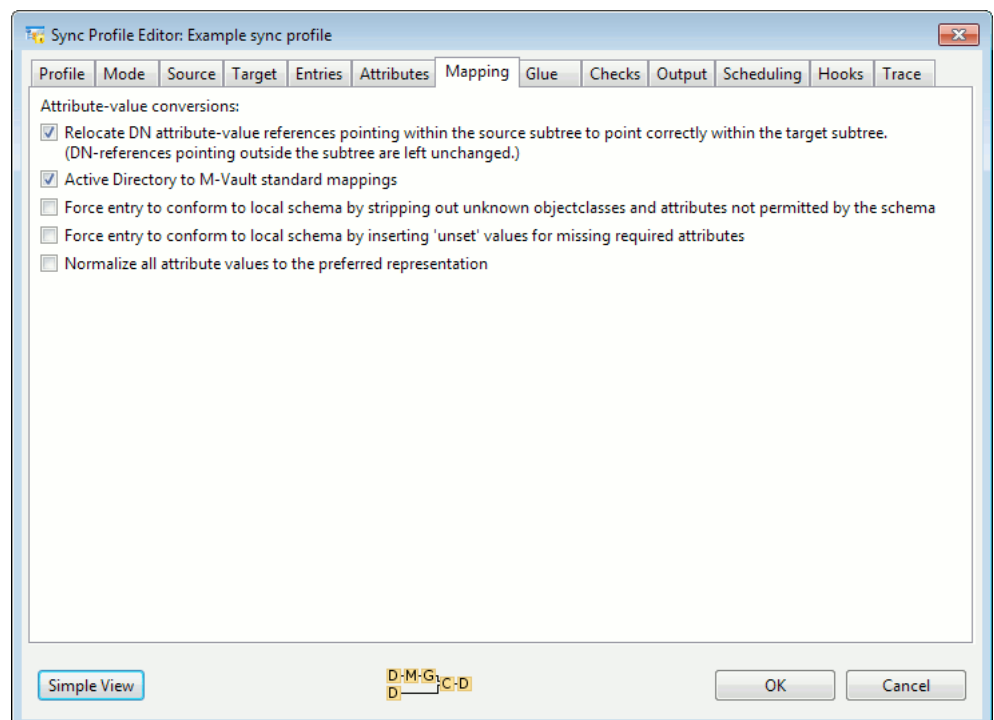 Sync Profile Editor: Example sync profile
Profile Mode Source Target Entries Attributes Mapping Glue Checks Output Scheduling Hooks Trace
Attribute-value conversions:
Relocate DN attribute-value references pointing within the source subtree to point correctly within the target subtree.
(DN-references pointing outside the subtree are left unchanged.)
Active Directory to M-Vault standard mappings
Force entry to conform to local schema by stripping out unknown objectclasses and attributes not permitted by the schema
Force entry to conform to local schema by inserting 'unset' values for missing required attributes
Normalize all attribute values to the preferred representation
Simple View
D-M-G
C-D
D
OK Cancel